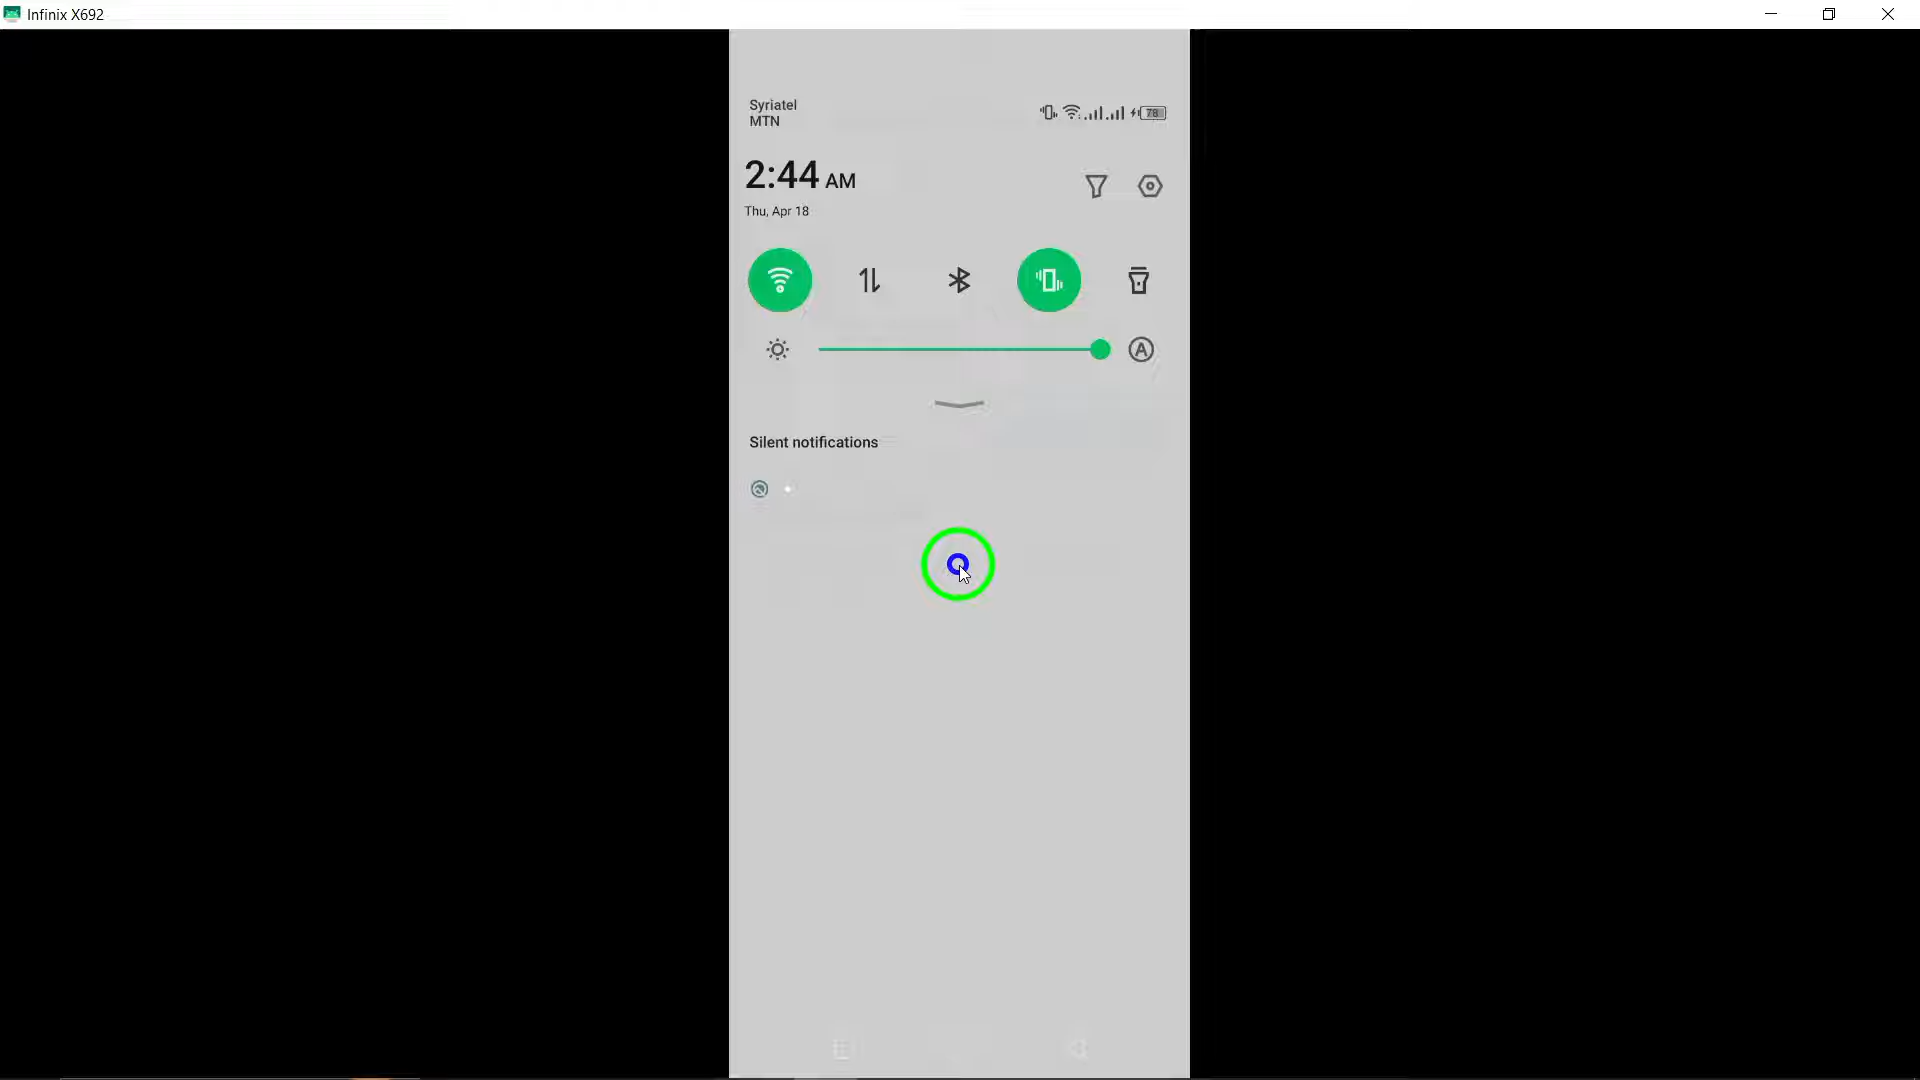 Infinix X692
Syriatel
MTN
78
2:44 AM
Thu, Apr 18
A
Silent notifications